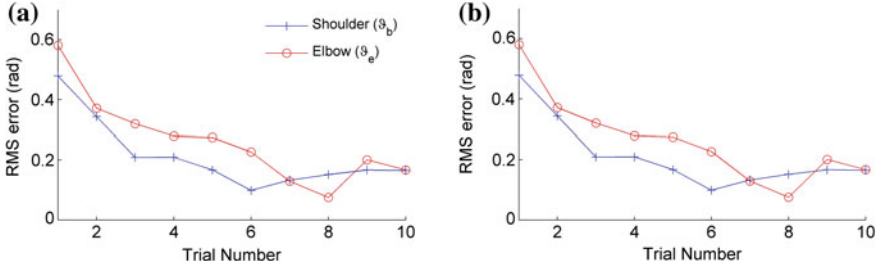 (a)
RMS error (rad)
0.6
0.4
0.2
0
2
4
6
8
10
Trial Number
Shoulder (ϑb)
Elbow (ϑe)
(b)
RMS error (rad)
0.6
0.4
0.2
0
2
4
6
8
10
Trial Number